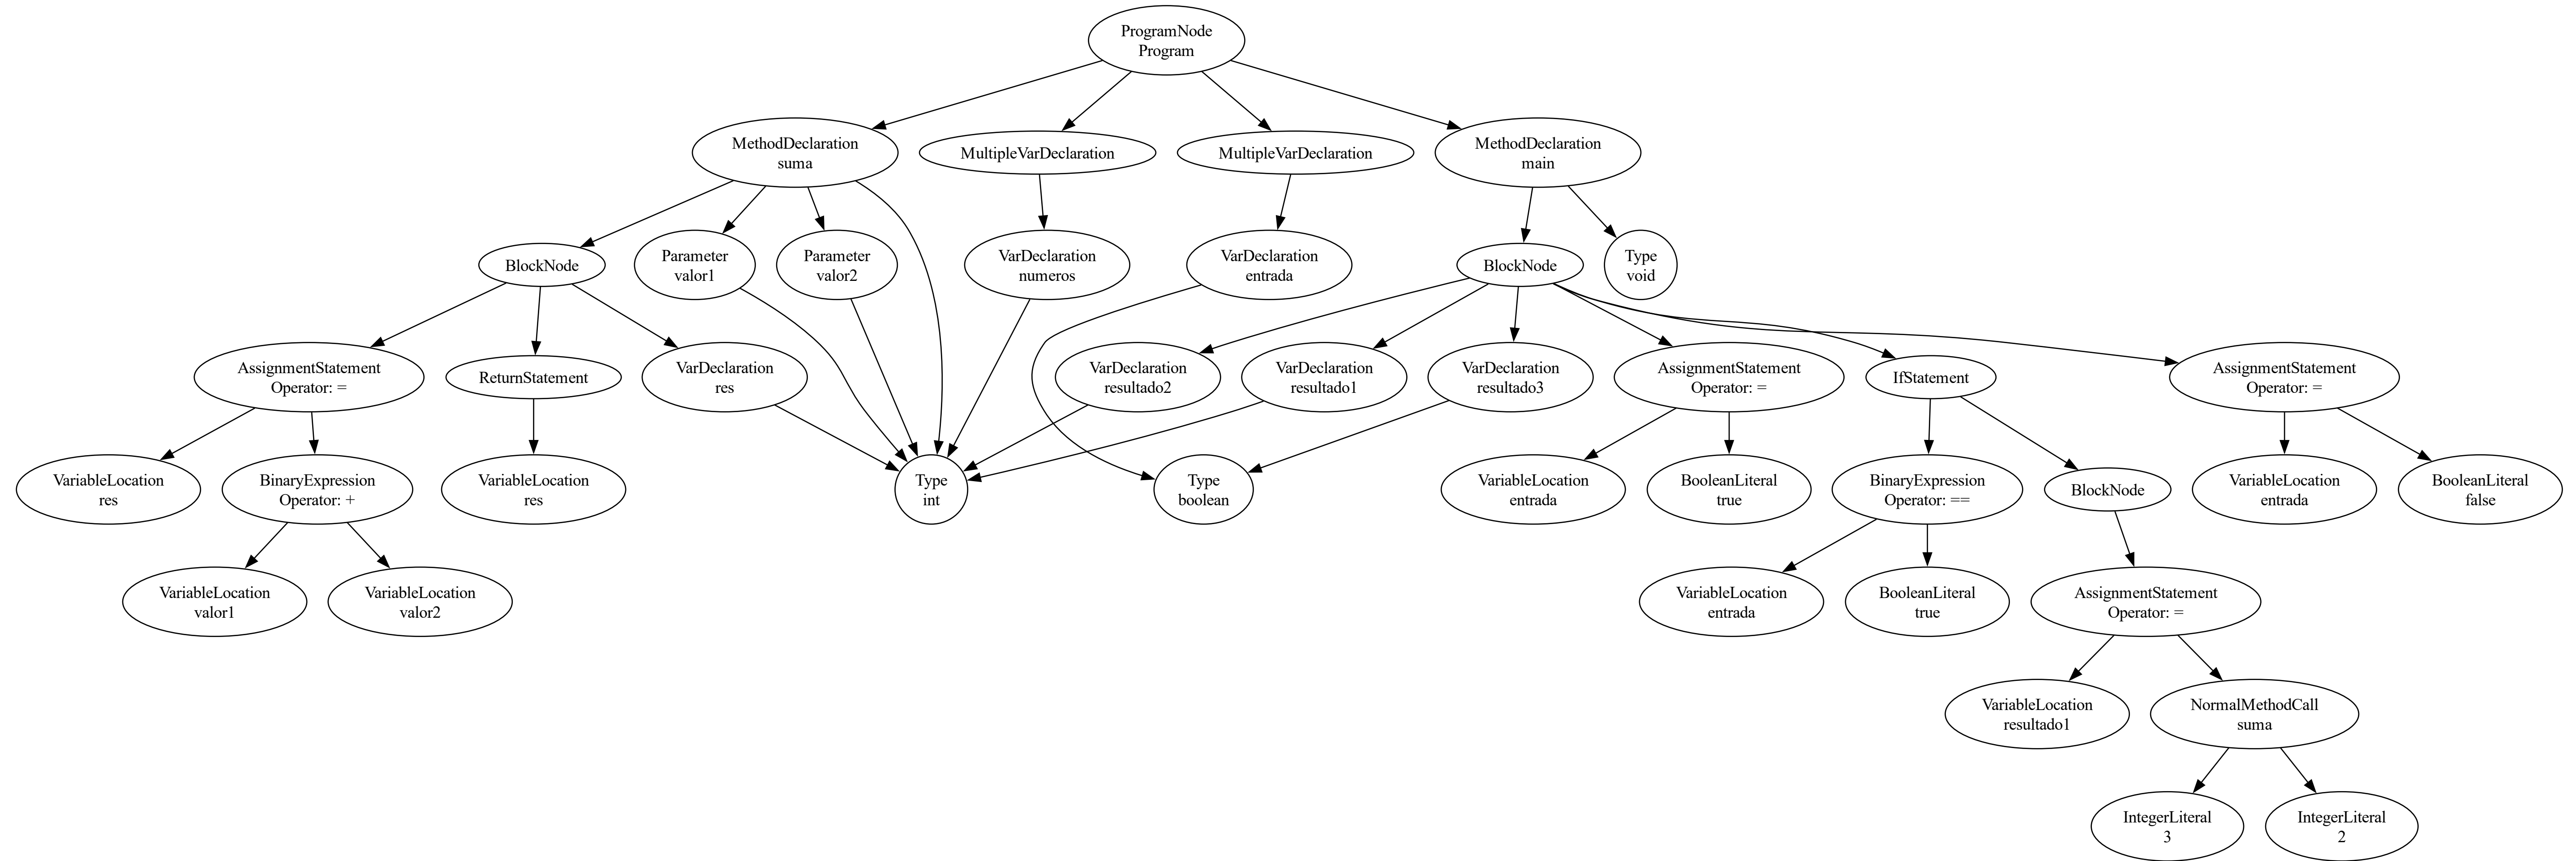 ProgramNode
Program
MethodDeclaration
suma
MultipleVarDeclaration
MultipleVarDeclaration
MethodDeclaration
main
BlockNode
Parameter
valor1
Parameter
valor2
VarDeclaration
numeros
VarDeclaration
entrada
BlockNode
Type
void
AssignmentStatement
Operator: =
ReturnStatement
VarDeclaration
res
VarDeclaration
resultado2
VarDeclaration
resultado1
VarDeclaration
resultado3
AssignmentStatement
Operator: =
IfStatement
AssignmentStatement
Operator: =
VariableLocation
res
BinaryExpression
Operator: +
VariableLocation
res
Type
int
Type
boolean
VariableLocation
entrada
BooleanLiteral
true
BinaryExpression
Operator: ==
BlockNode
VariableLocation
entrada
BooleanLiteral
false
VariableLocation
valor1
VariableLocation
valor2
VariableLocation
entrada
BooleanLiteral
true
AssignmentStatement
Operator: =
VariableLocation
resultado1
NormalMethodCall
suma
IntegerLiteral
3
IntegerLiteral
2